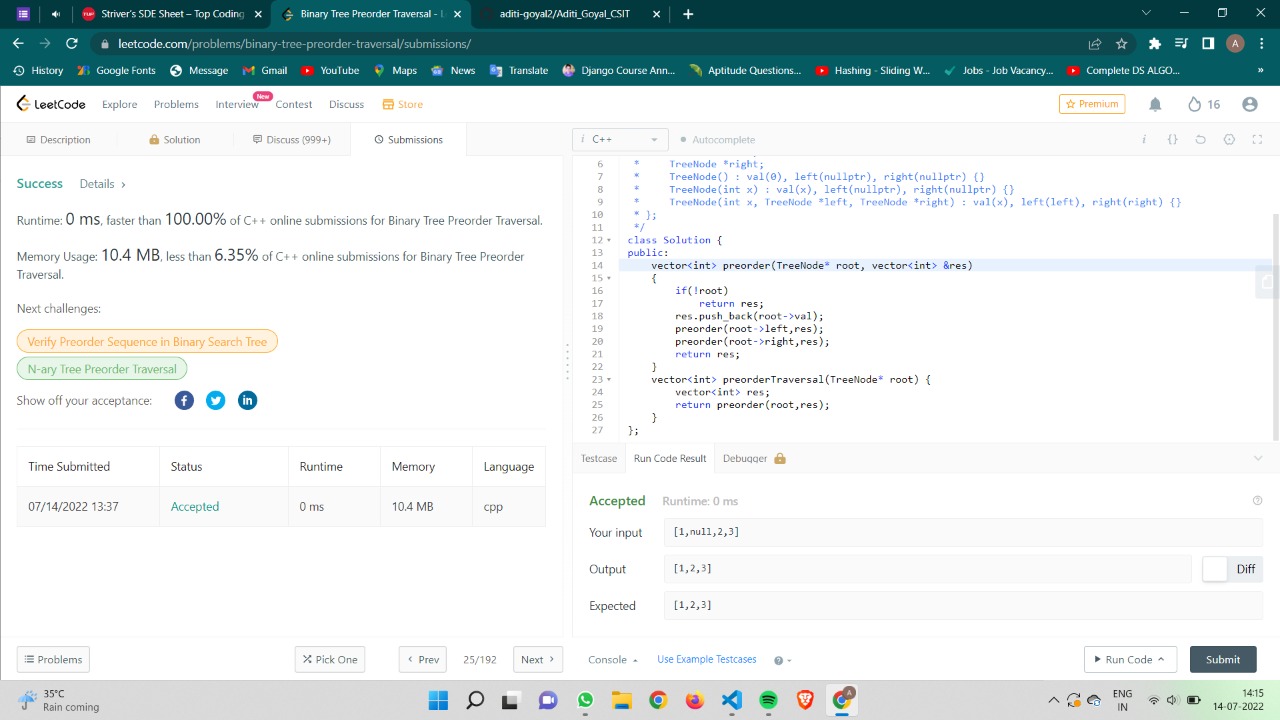 Striver's SDE Sheet – Top Coding
Binary Tree Preorder Traversal - L
aditi-goyal2/Aditi_Goyal_CSIT
leetcode.com/problems/binary-tree-preorder-traversal/submissions/
A
History
Google Fonts
Message
Gmail
YouTube
Maps
News
Translate
Django Course Ann...
Aptitude Questions...
Hashing - Sliding W...
Jobs - Job Vacancy...
Complete DS ALGO...
»
LeetCode
Explore
Problems
Interview
New
Contest
Discuss
Store
Premium
16
Description
Solution
Discuss (999+)
Submissions
i C++
Autocomplete
Success
Details ›
Runtime: 0 ms, faster than 100.00% of C++ online submissions for Binary Tree Preorder Traversal.
Memory Usage: 10.4 MB, less than 6.35% of C++ online submissions for Binary Tree Preorder
Traversal.
Next challenges:
Verify Preorder Sequence in Binary Search Tree
N-ary Tree Preorder Traversal
Show off your acceptance:
Time Submitted Status Runtime Memory Language
07/14/2022 13:37 Accepted 0 ms 10.4 MB cpp
6 * TreeNode *right;
7 * TreeNode() : val(0), left(nullptr), right(nullptr) {}
8 * TreeNode(int x) : val(x), left(nullptr), right(nullptr) {}
9 * TreeNode(int x, TreeNode *left, TreeNode *right) : val(x), left(left), right(right) {}
10 * };
11 */
12 class Solution {
13 public:
14 vector<int> preorder(TreeNode* root, vector<int> &res)
15 {
16 if(!root)
17 return res;
18 res.push_back(root->val);
19 preorder(root->left,res);
20 preorder(root->right,res);
21 return res;
22 }
23 vector<int> preorderTraversal(TreeNode* root) {
24 vector<int> res;
25 return preorder(root,res);
26 }
27 };
Testcase
Run Code Result
Debugger
Accepted Runtime: 0 ms
Your input [1,null,2,3]
Output [1,2,3] Diff
Expected [1,2,3]
Problems
Pick One
‹ Prev
25/192
Next ›
Console
Use Example Testcases
Run Code
Submit
35°C
Rain coming
A
ENG
IN
14:15
14-07-2022